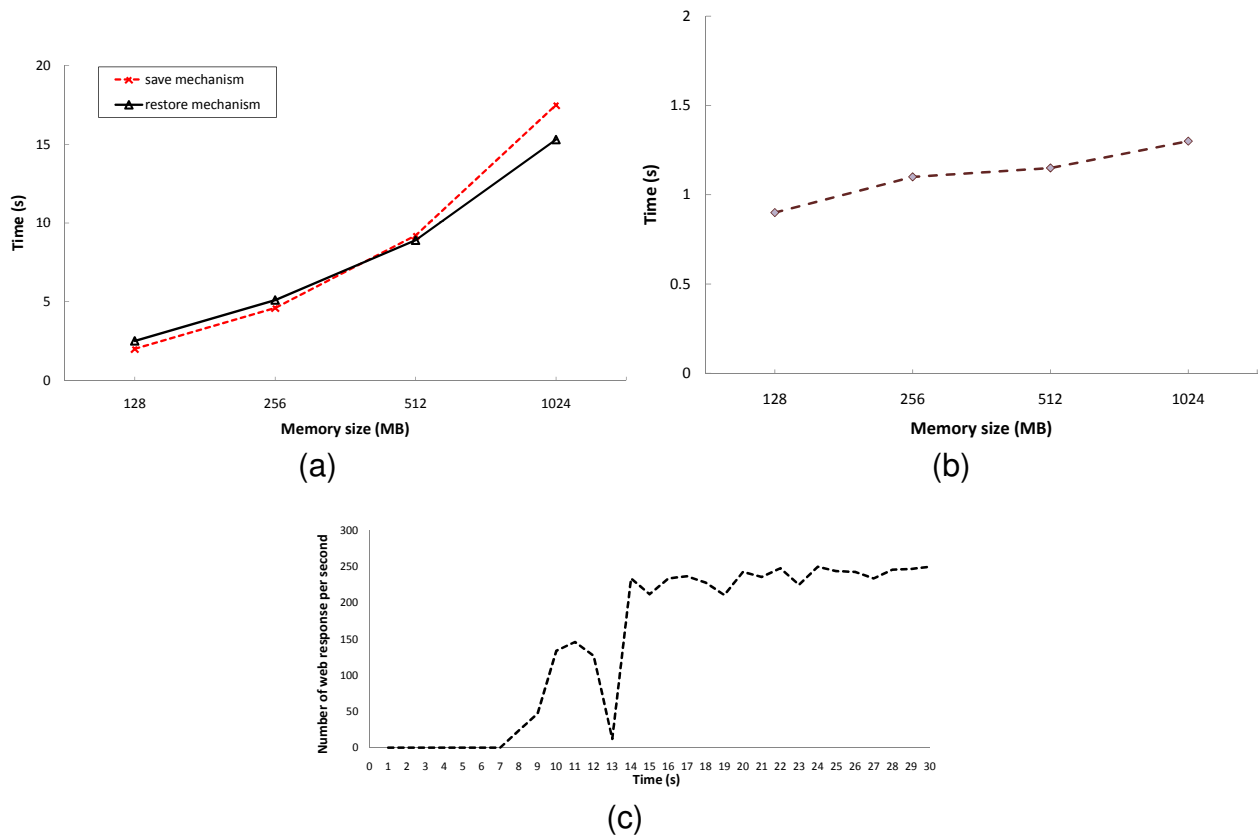 20
15
10
5
0
Time (s)
save mechanism
restore mechanism
128 256 512 1024
Memory size (MB)
(a)
2
1.5
1
0.5
0
Time (s)
128 256 512 1024
Memory size (MB)
(b)
300
250
200
150
100
50
0
Number of web response per second
0 1 2 3 4 5 6 7 8 9 10 11 12 13 14 15 16 17 18 19 20 21 22 23 24 25 26 27 28 29 30
Time (s)
(c)